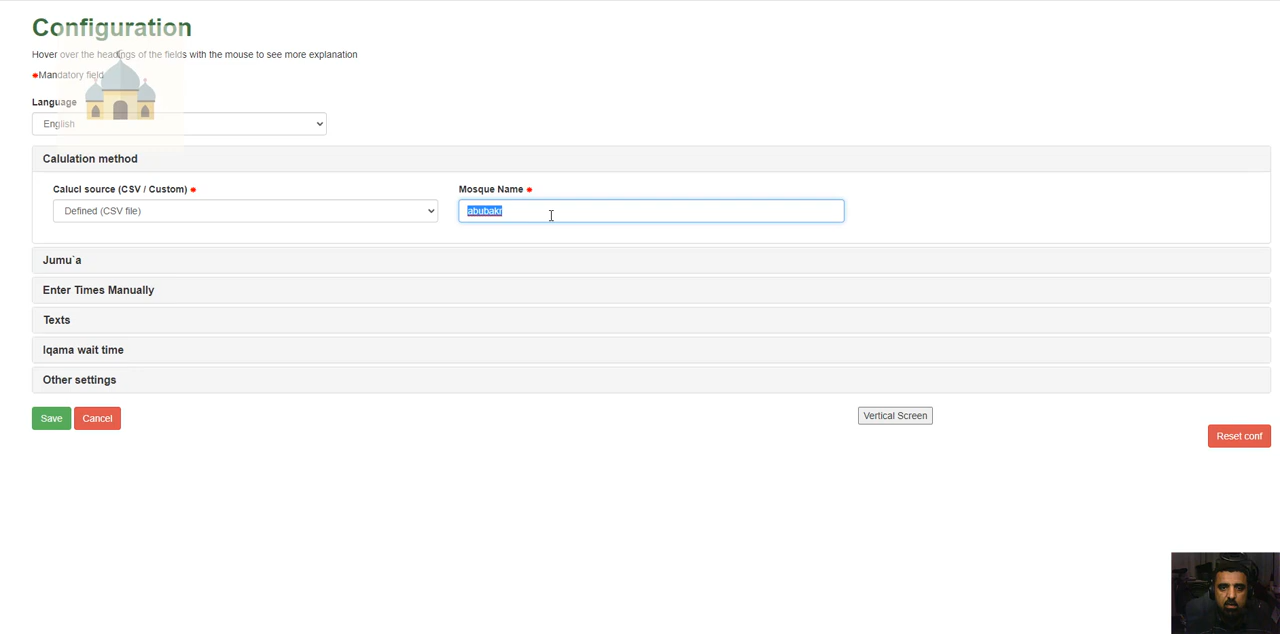 Configuration
Hover over the headings of the fields with the mouse to see more explanation
*Mandatory field
Language
English
Calulation method
Calucl source (CSV / Custom) *
Mosque Name *
Defined (CSV file)
abubakr
Jumu`a
Enter Times Manually
Texts
Iqama wait time
Other settings
Save
Cancel
Vertical Screen
Reset conf